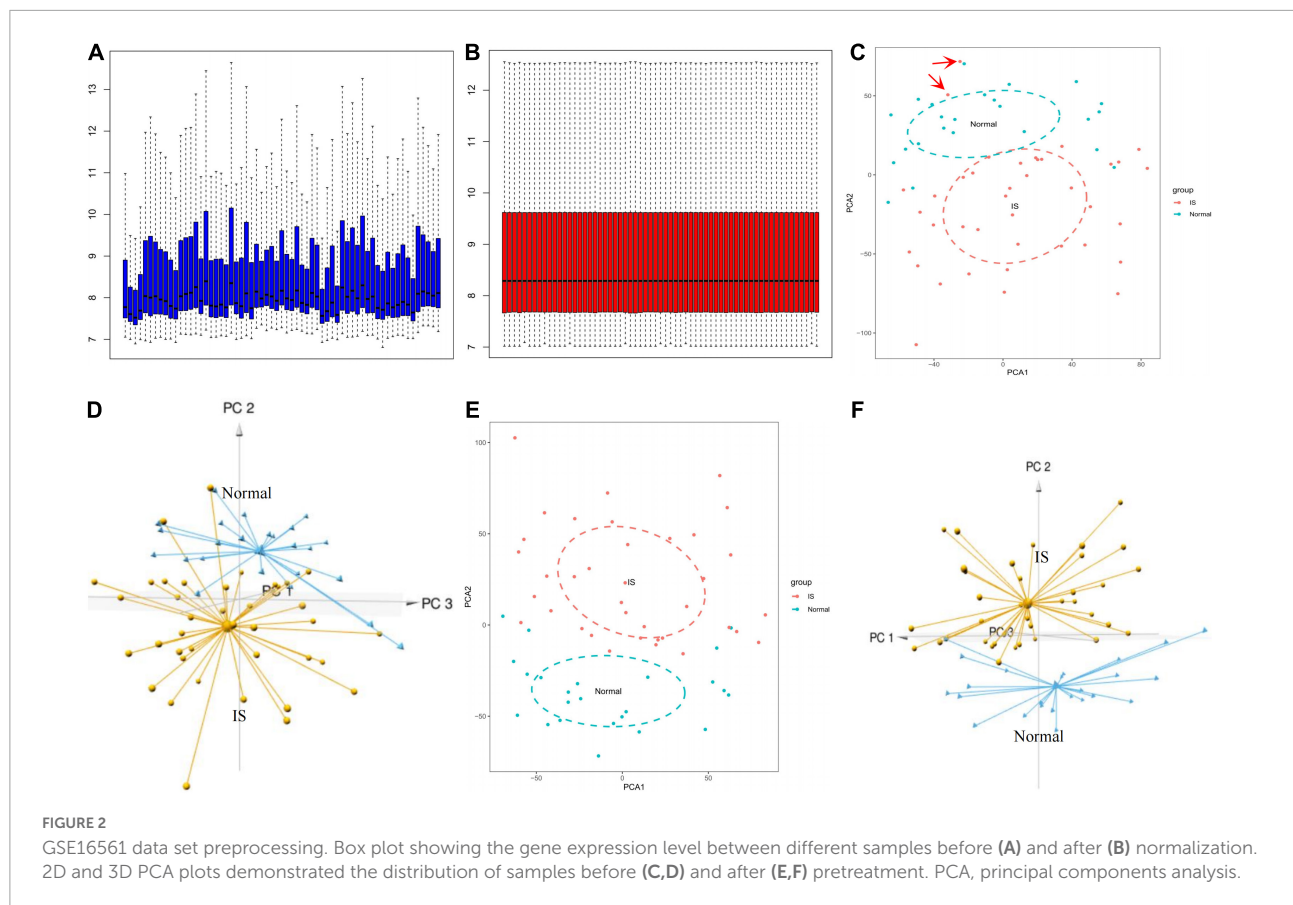 A
B
C
13
12
11
10
9
8
7
12
11
10
9
8
7
50
0
−50
−100
PCA2
Normal
IS
−40
0
40
80
PCA1
group
IS
Normal
D
E
F
PC 2
Normal
PC 1
PC 3
IS
100
50
0
−50
PCA2
IS
Normal
−50
0
50
PCA1
group
IS
Normal
PC 2
IS
PC 1
PC 3
Normal
FIGURE 2
GSE16561 data set preprocessing. Box plot showing the gene expression level between different samples before (A) and after (B) normalization.
2D and 3D PCA plots demonstrated the distribution of samples before (C,D) and after (E,F) pretreatment. PCA, principal components analysis.